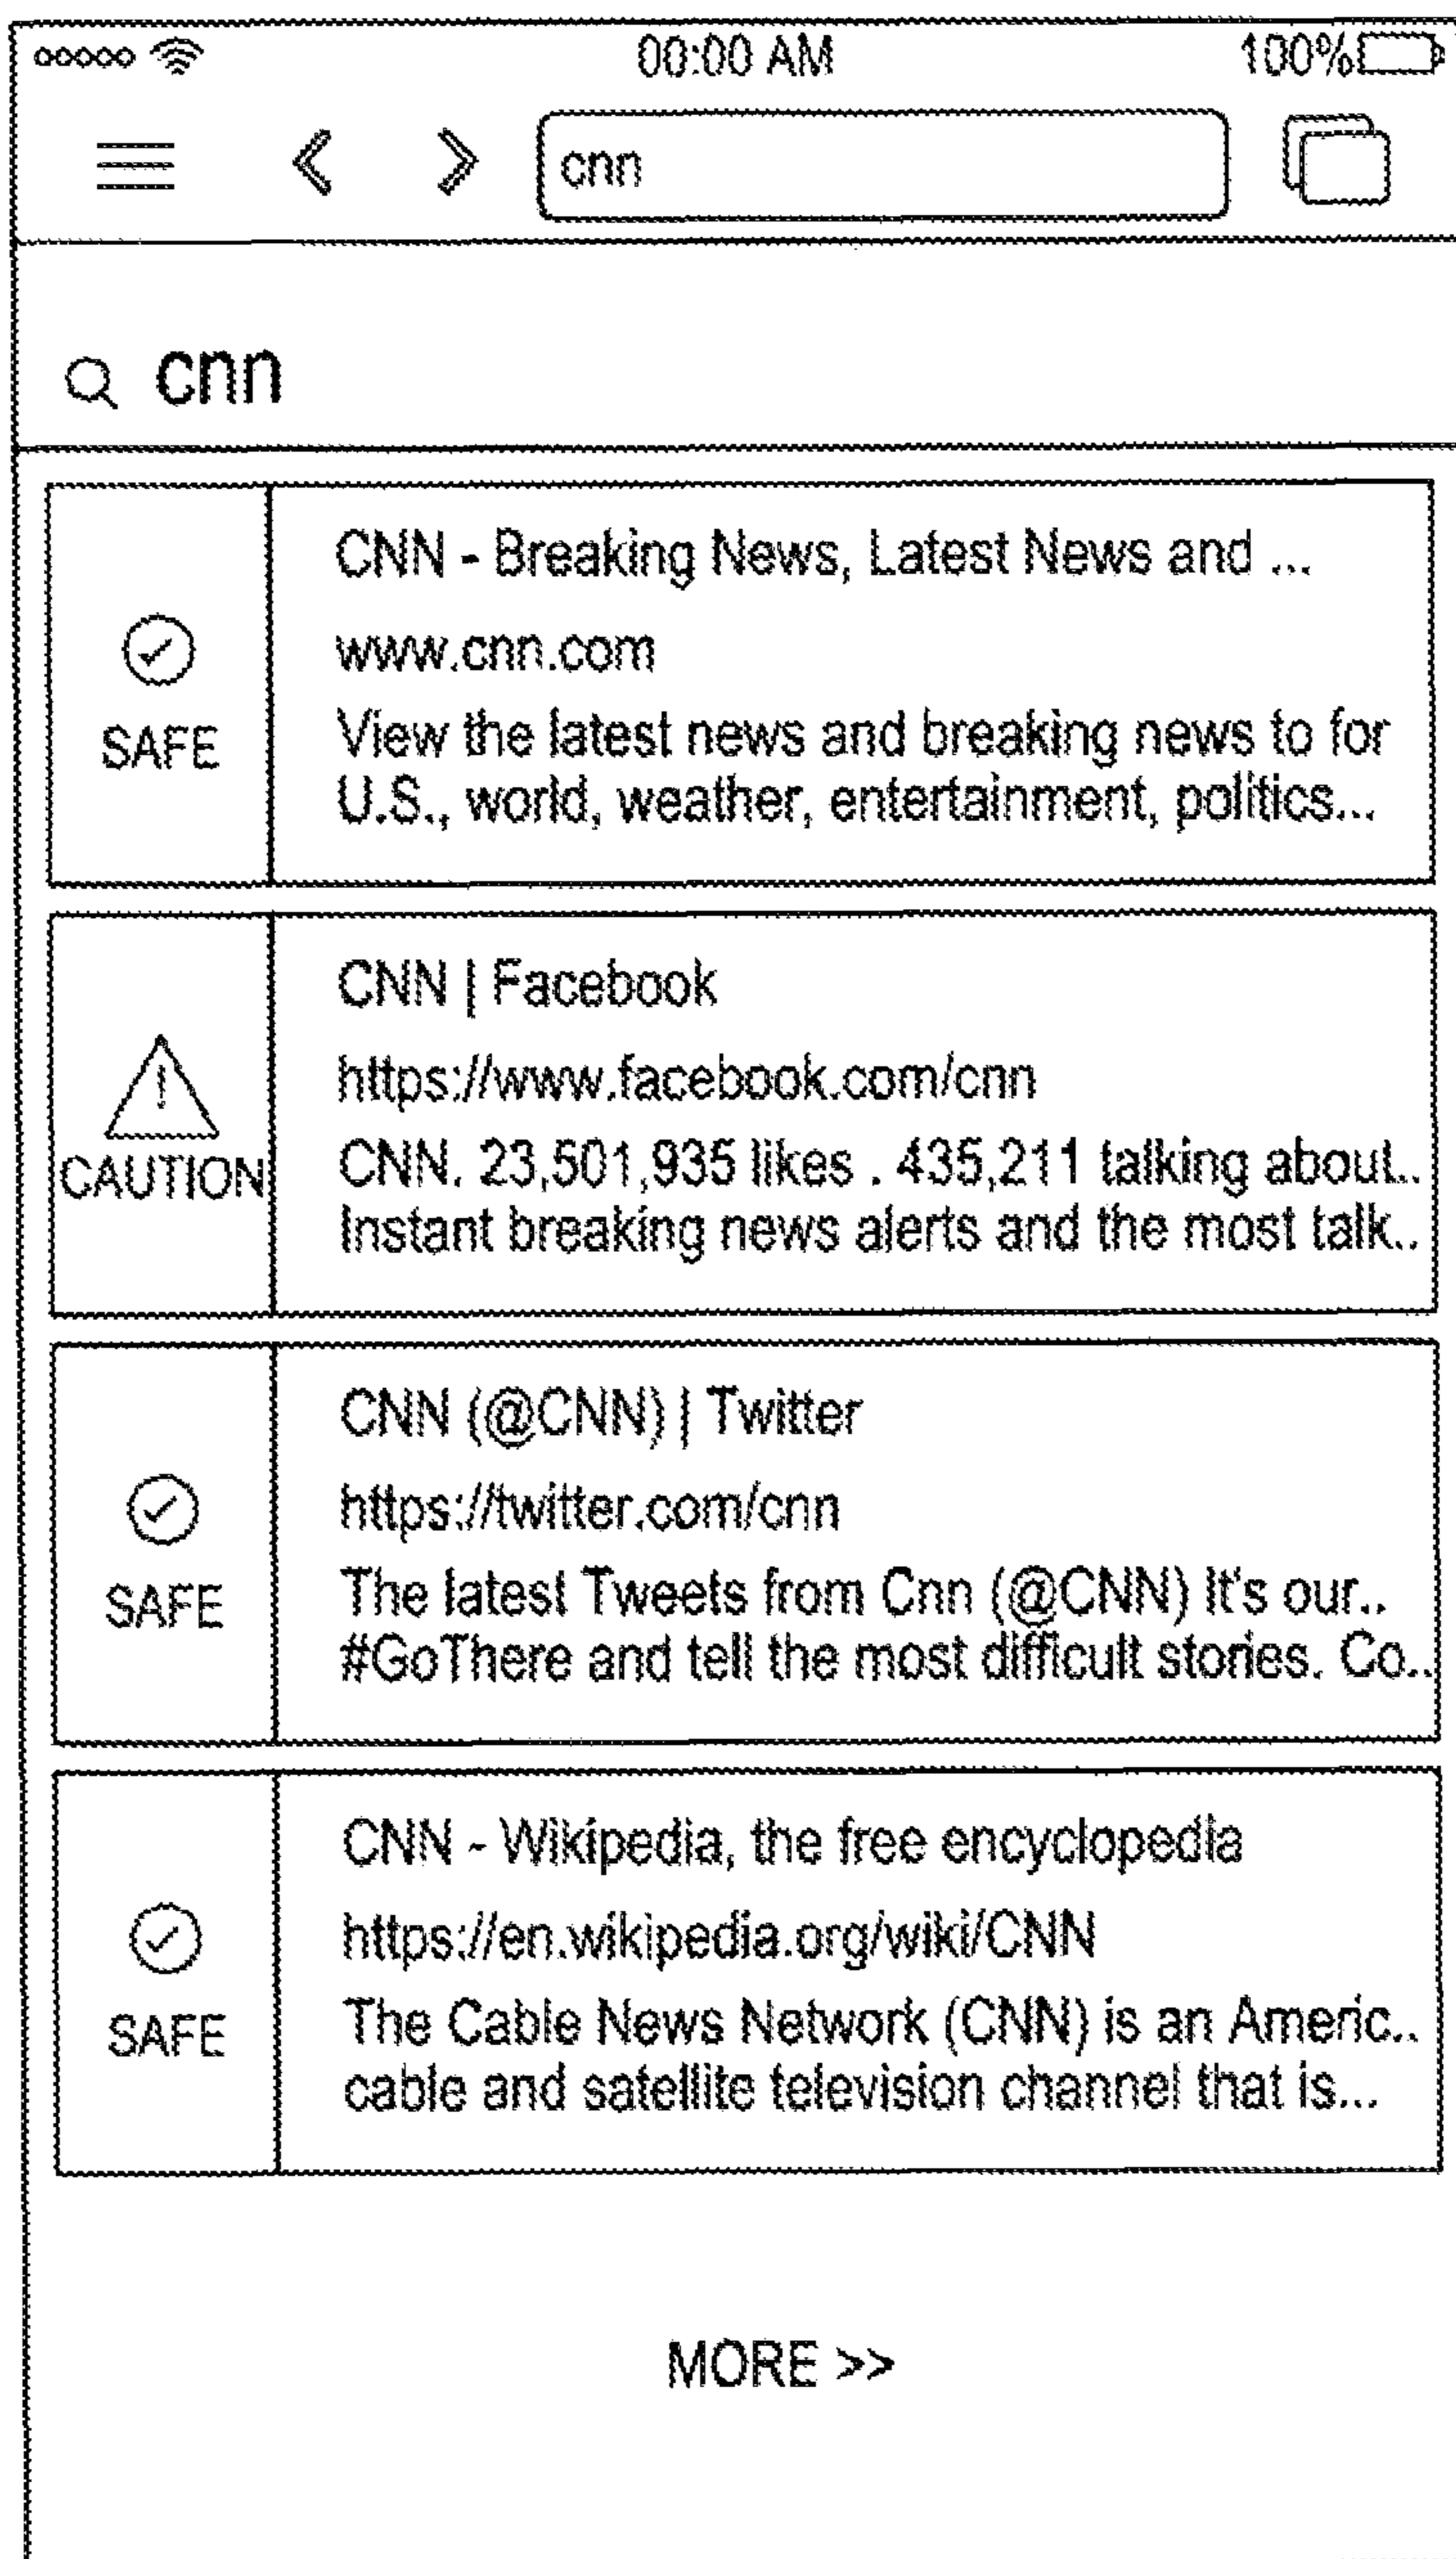 00:00 AM
100%
cnn
cnn
CNN - Breaking News, Latest News and ...
www.cnn.com
SAFE
View the latest news and breaking news to for
U.S., world, weather, entertainment, politics...
CNN | Facebook
https://www.facebook.com/cnn
CAUTION
CNN. 23,501,935 likes . 435,211 talking about..
Instant breaking news alerts and the most talk..
CNN (@CNN) | Twitter
https://twitter.com/cnn
SAFE
The latest Tweets from Cnn (@CNN) It's our..
#GoThere and tell the most difficult stories. Co..
CNN - Wikipedia, the free encyclopedia
https://en.wikipedia.org/wiki/CNN
SAFE
The Cable News Network (CNN) is an Americ..
cable and satellite television channel that is...
MORE >>